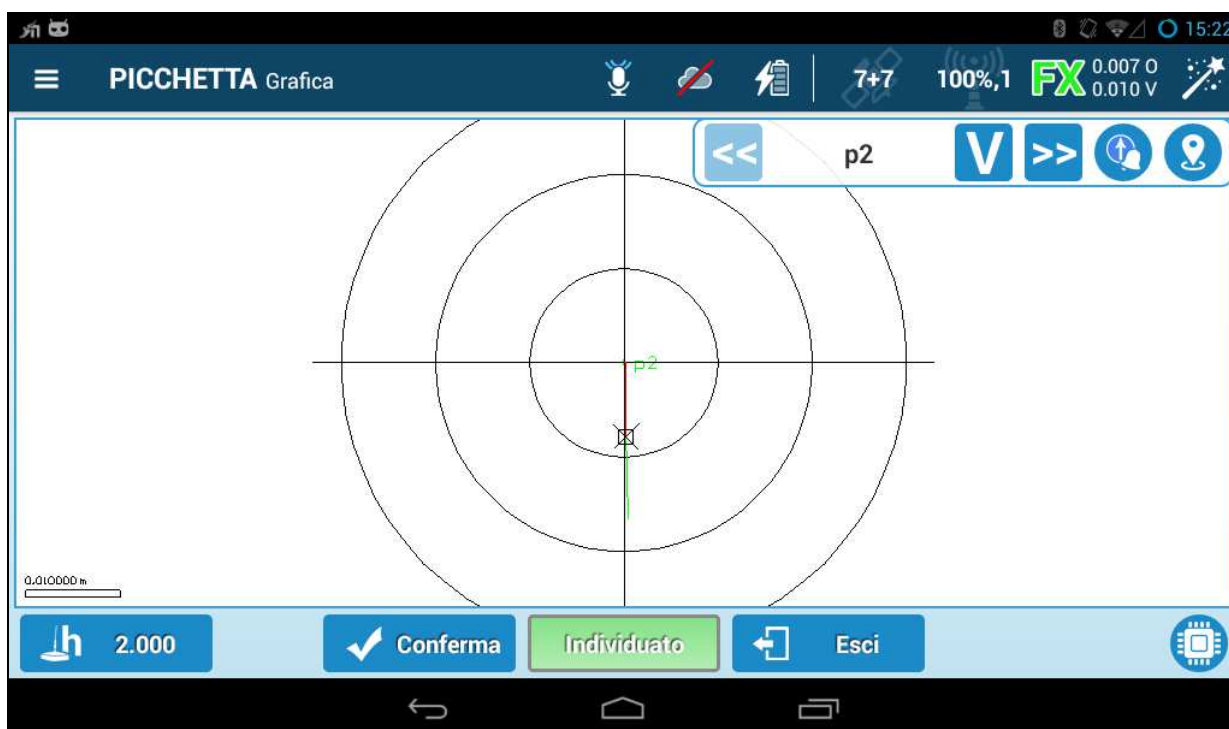 15:22
PICCHETTA Grafica
7+7
100%,1
FX
0.007 O
0.010 V
<< p2 V >>
p2
0.010000 m
h 2.000
Conferma
Individuato
Esci